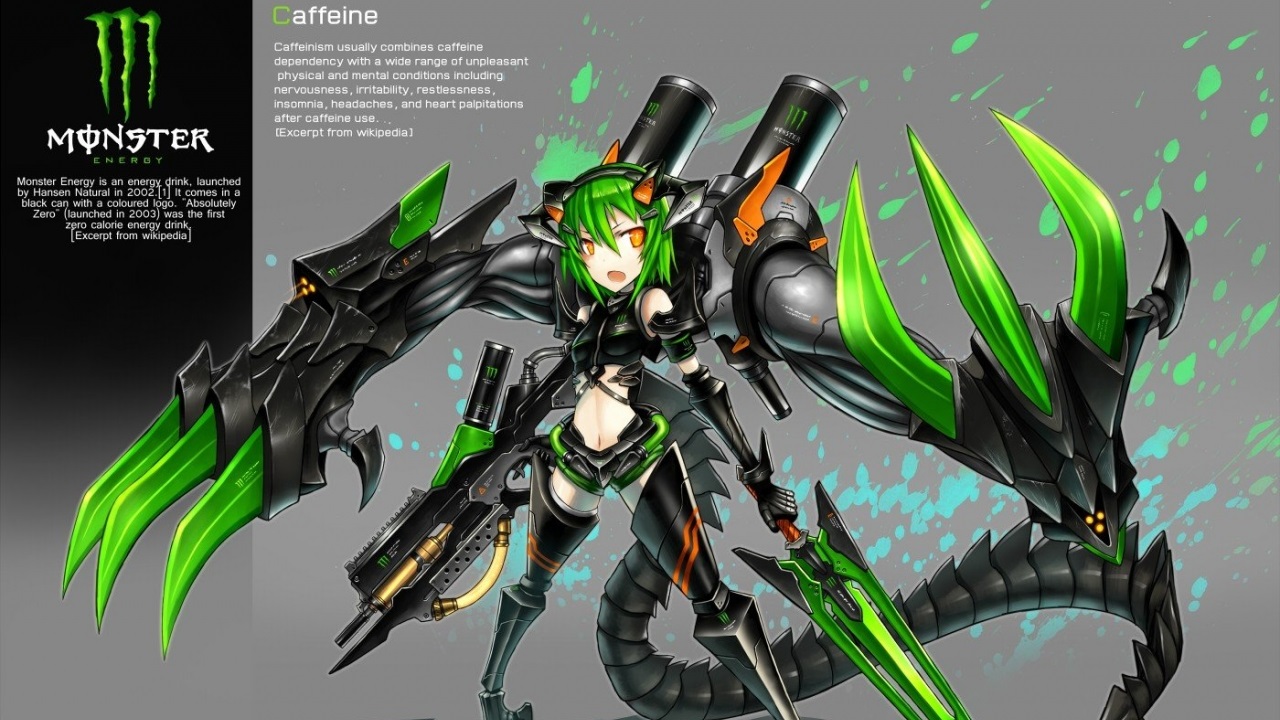 MONSTER
ENERGY
Monster Energy is an energy drink, launched
by Hansen Natural in 2002.[1] It comes in a
black can with a coloured logo. "Absolutely
Zero" (launched in 2003) was the first
zero calorie energy drink.
[Excerpt from wikipedia]
Caffeine
Caffeinism usually combines caffeine
dependency with a wide range of unpleasant
physical and mental conditions including
nervousness, irritability, restlessness,
insomnia, headaches, and heart palpitations
after caffeine use.
[Excerpt from wikipedia]
MONSTER